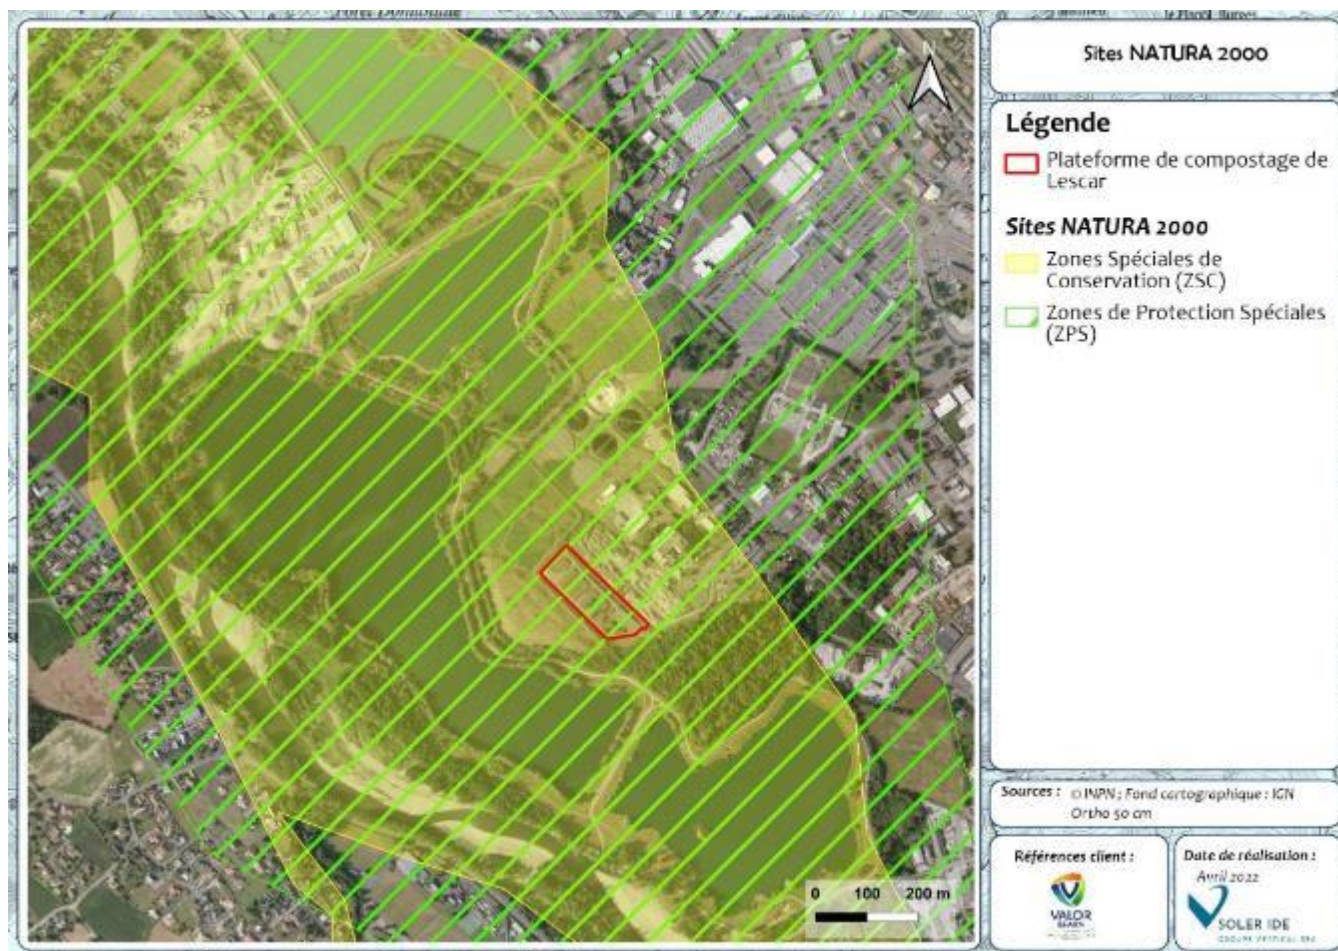 N
Sites NATURA 2000
Légende
Plateforme de compostage de
Lescar
Sites NATURA 2000
Zones Spéciales de
Conservation (ZSC)
Zones de Protection Spéciales
(ZPS)
Sources : © INPN ; Fond cartographique : IGN
Ortho 50 cm
Références client :
VALOR
BÉARN
Date de réalisation :
Avril 2022
SOLER IDE
0 100 200 m